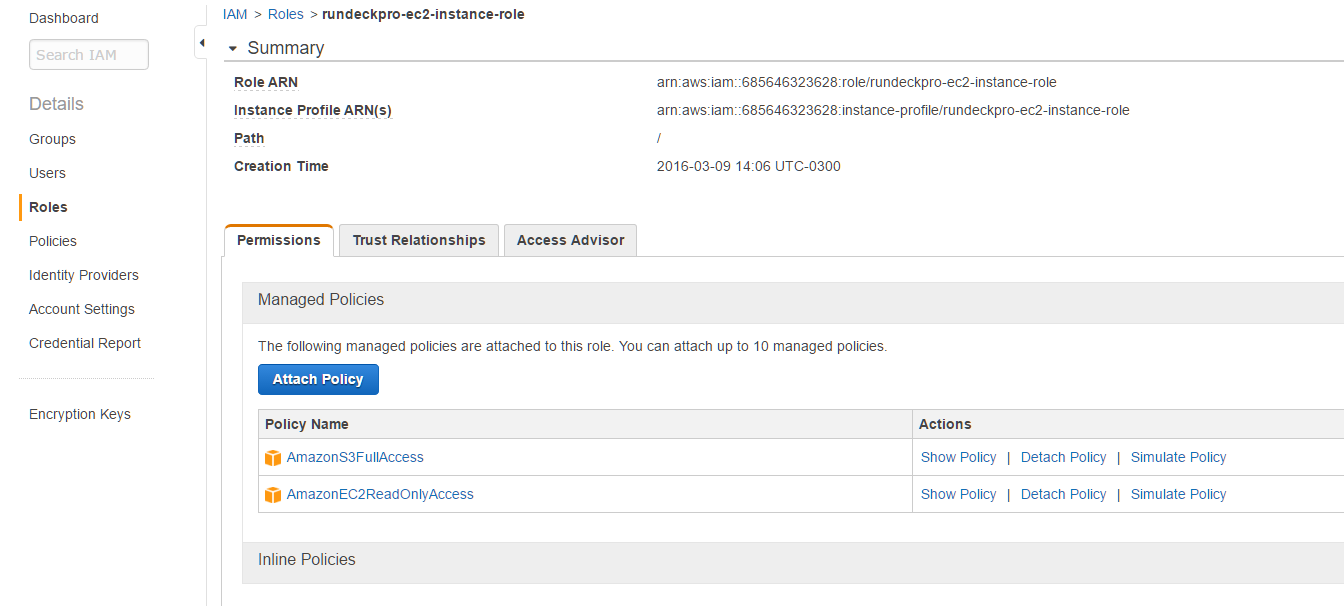 Dashboard
Search IAM
Details
Groups
Users
Roles
Policies
Identity Providers
Account Settings
Credential Report
Encryption Keys
IAM > Roles > rundeckpro-ec2-instance-role
Summary
Role ARN arn:aws:iam::685646323628:role/rundeckpro-ec2-instance-role
Instance Profile ARN(s) arn:aws:iam::685646323628:instance-profile/rundeckpro-ec2-instance-role
Path /
Creation Time 2016-03-09 14:06 UTC-0300
Permissions Trust Relationships Access Advisor
Managed Policies
The following managed policies are attached to this role. You can attach up to 10 managed policies.
Attach Policy
Policy Name Actions
AmazonS3FullAccess Show Policy | Detach Policy | Simulate Policy
AmazonEC2ReadOnlyAccess Show Policy | Detach Policy | Simulate Policy
Inline Policies